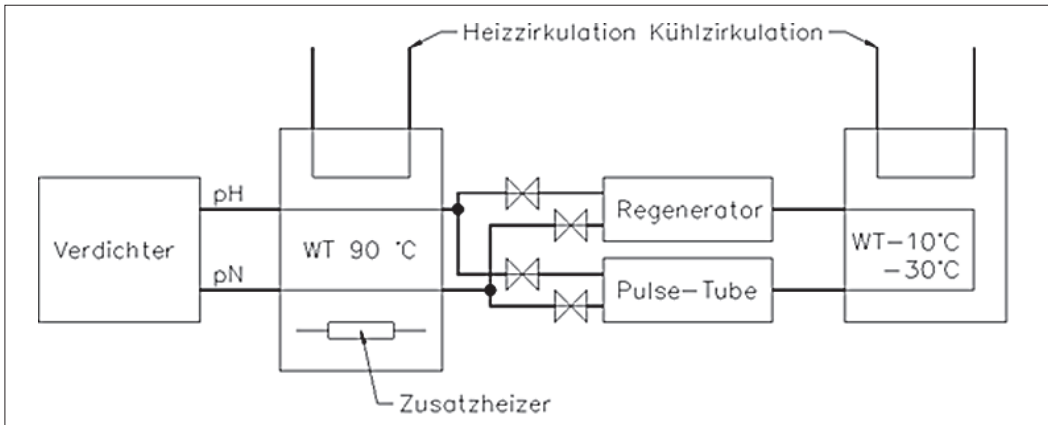 Heizzirkulation Kühlzirkulation
pH
Regenerator
Verdichter
WT 90 °C
WT-10°C
-30°C
pN
Pulse-Tube
Zusatzheizer